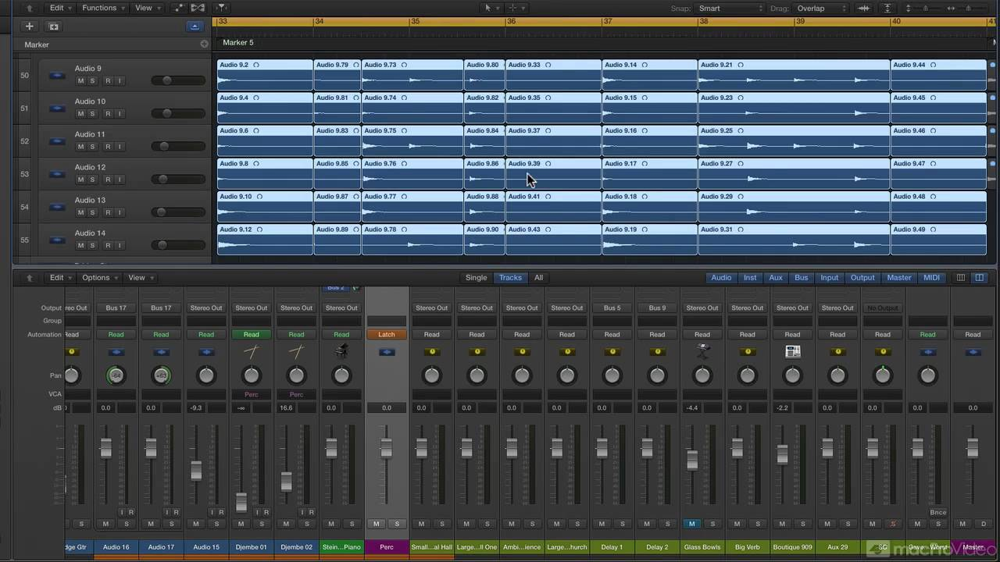 Edit Functions View Snap: Smart Drag: Overlap
33 34 35 36 37 38 39 40 41
Marker Marker 5
50 Audio 9 M S R I Audio 9.2 Audio 9.79 Audio 9.73 Audio 9.80 Audio 9.33 Audio 9.14 Audio 9.21 Audio 9.44
51 Audio 10 M S R I Audio 9.4 Audio 9.81 Audio 9.74 Audio 9.82 Audio 9.35 Audio 9.15 Audio 9.23 Audio 9.45
52 Audio 11 M S R I Audio 9.6 Audio 9.83 Audio 9.75 Audio 9.84 Audio 9.37 Audio 9.16 Audio 9.25 Audio 9.46
53 Audio 12 M S R I Audio 9.8 Audio 9.85 Audio 9.76 Audio 9.86 Audio 9.39 Audio 9.17 Audio 9.27 Audio 9.47
54 Audio 13 M S R I Audio 9.10 Audio 9.87 Audio 9.77 Audio 9.88 Audio 9.41 Audio 9.18 Audio 9.29 Audio 9.48
55 Audio 14 M S R I Audio 9.12 Audio 9.89 Audio 9.78 Audio 9.90 Audio 9.43 Audio 9.19 Audio 9.31 Audio 9.49
Edit Options View Single Tracks All Audio Inst Aux Bus Input Output Master MIDI
Bus 2
Output eo Out Bus 17 Bus 17 Stereo Out Stereo Out Stereo Out Stereo Out Stereo Out Stereo Out Stereo Out Stereo Out Bus 5 Bus 9 Stereo Out Stereo Out Stereo Out Stereo Out No Output Stereo Out
Group
Automation Read Read Read Read Read Read Read Latch Read Read Read Read Read Read Read Read Read Read Read Read Read
Pan -64 +63
VCA Perc Perc
dB 0.0 0.0 -9.3 -∞ 16.6 0.0 0.0 0.0 0.0 0.0 0.0 0.0 0.0 -4.4 0.0 -2.2 0.0 0.0 0.0 0.0
I R I R I R I R I R Bnce
S M S M S M S M S M S M S M S M S M S M S M S M S M S M S M S M S M S M S M S M D
dge Gtr Audio 16 Audio 17 Audio 15 Djembe 01 Djembe 02 Stein...Piano Perc Small...al Hall Large...ll One Ambi...ience Large...hurch Delay 1 Delay 2 Glass Bowls Big Verb Boutique 909 Aux 29 SC Master
macProVideo